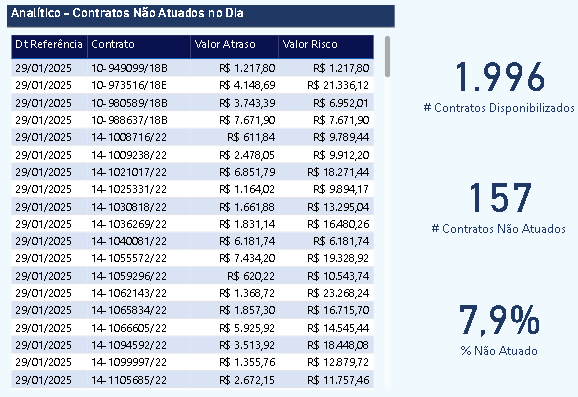 Analítico - Contratos Não Atuados no Dia
Dt Referência Contrato Valor Atraso Valor Risco
29/01/2025 10-949099/18B R$ 1.217,80 R$ 1.217,80
29/01/2025 10-973516/18E R$ 4.148,69 R$ 21.336,12
29/01/2025 10-980589/18B R$ 3.743,39 R$ 6.952,01
29/01/2025 10-988637/18B R$ 7.671,90 R$ 7.671,90
29/01/2025 14-1008716/22 R$ 611,84 R$ 9.789,44
29/01/2025 14-1009238/22 R$ 2.478,05 R$ 9.912,20
29/01/2025 14-1021017/22 R$ 6.851,79 R$ 18.271,44
29/01/2025 14-1025331/22 R$ 1.164,02 R$ 9.894,17
29/01/2025 14-1030818/22 R$ 1.661,88 R$ 13.295,04
29/01/2025 14-1036269/22 R$ 1.831,14 R$ 16.480,26
29/01/2025 14-1040081/22 R$ 6.181,74 R$ 6.181,74
29/01/2025 14-1055572/22 R$ 7.434,20 R$ 19.328,92
29/01/2025 14-1059296/22 R$ 620,22 R$ 10.543,74
29/01/2025 14-1062143/22 R$ 1.368,72 R$ 23.268,24
29/01/2025 14-1065834/22 R$ 1.857,30 R$ 16.715,70
29/01/2025 14-1066605/22 R$ 5.925,92 R$ 14.545,44
29/01/2025 14-1094592/22 R$ 3.513,92 R$ 18.448,08
29/01/2025 14-1099997/22 R$ 1.355,76 R$ 12.879,72
29/01/2025 14-1105685/22 R$ 2.672,15 R$ 11.757,46
1.996
# Contratos Disponibilizados
157
# Contratos Não Atuados
7,9%
% Não Atuado